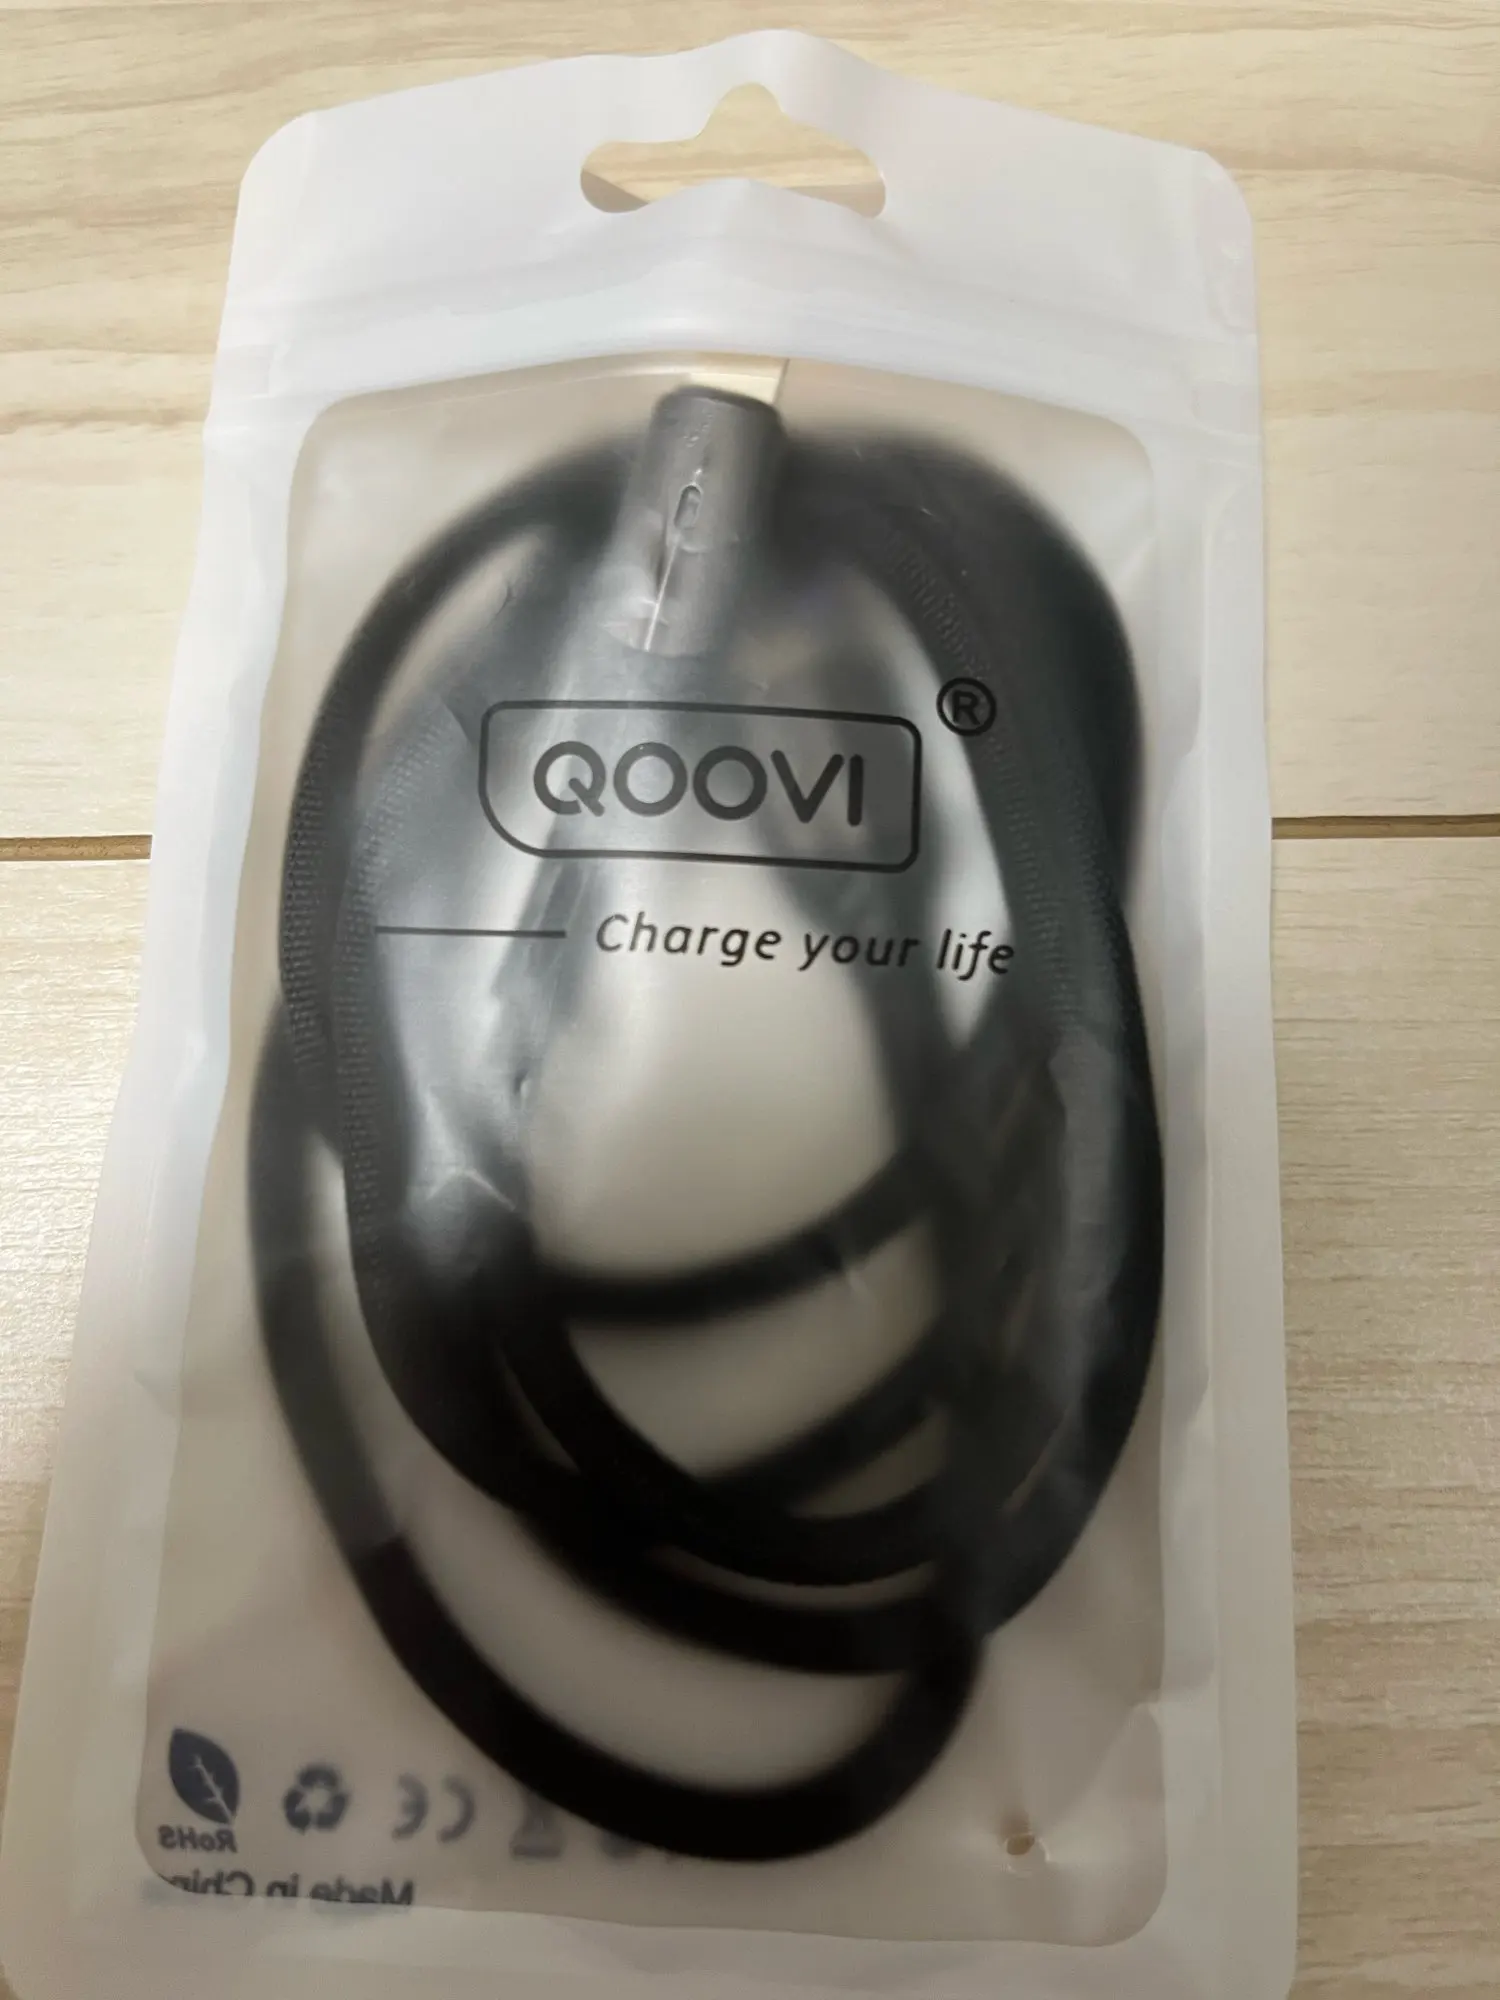 QOOVI ®
Charge your life
RoHS
Made in China